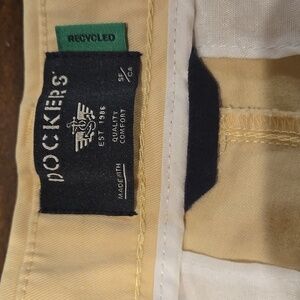 RECYCLED
DOCKERS®
SF/CA
EST 1986
QUALITY
COMFORT
MADE WITH